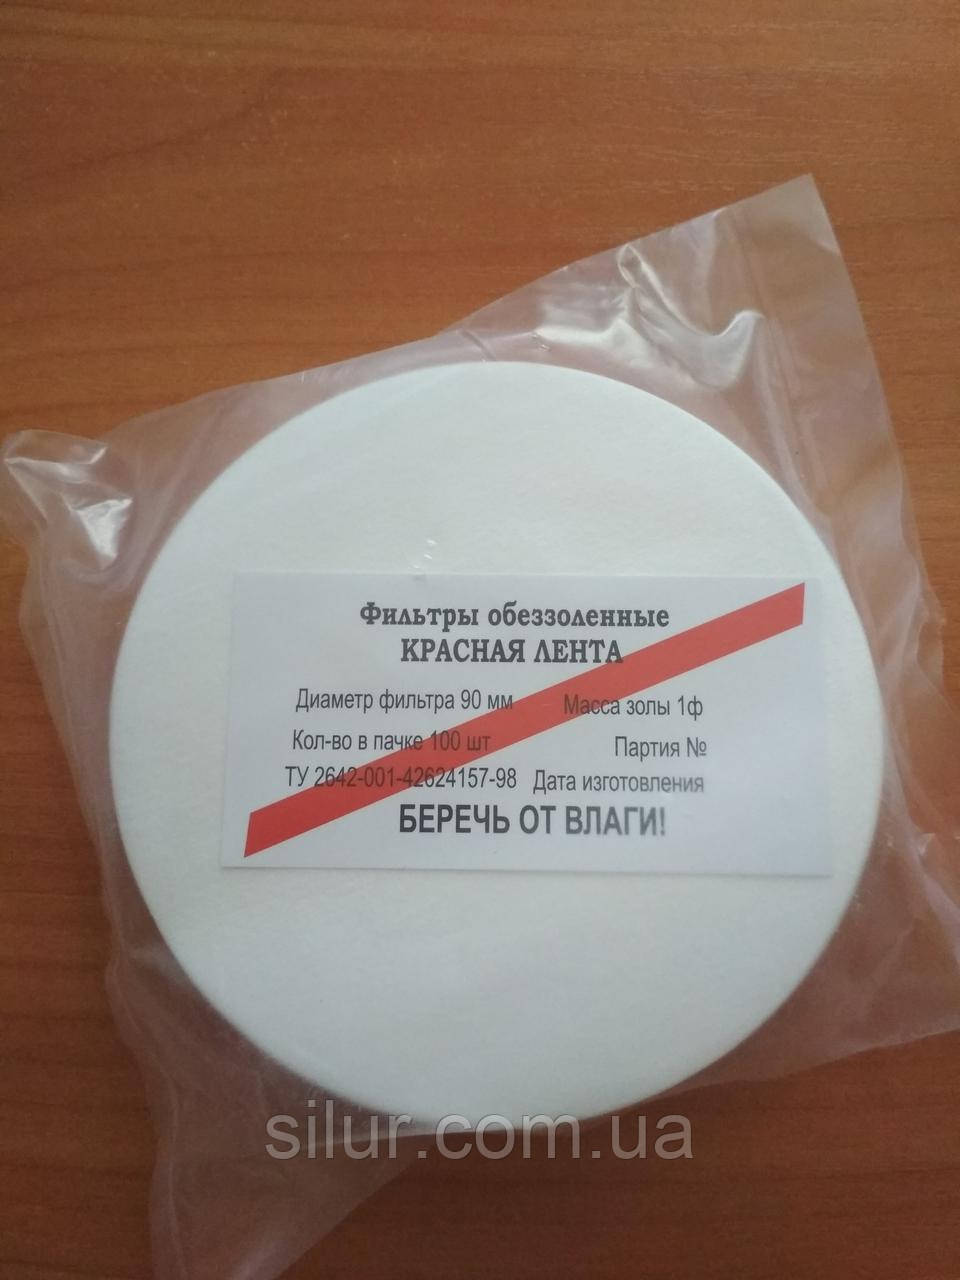 Фильтры обеззоленные
КРАСНАЯ ЛЕНТА
Диаметр фильтра 90 мм Масса золы 1ф
Кол-во в пачке 100 шт Партия №
ТУ 2642-001-42624157-98 Дата изготовления
БЕРЕЧЬ ОТ ВЛАГИ!
silur.com.ua